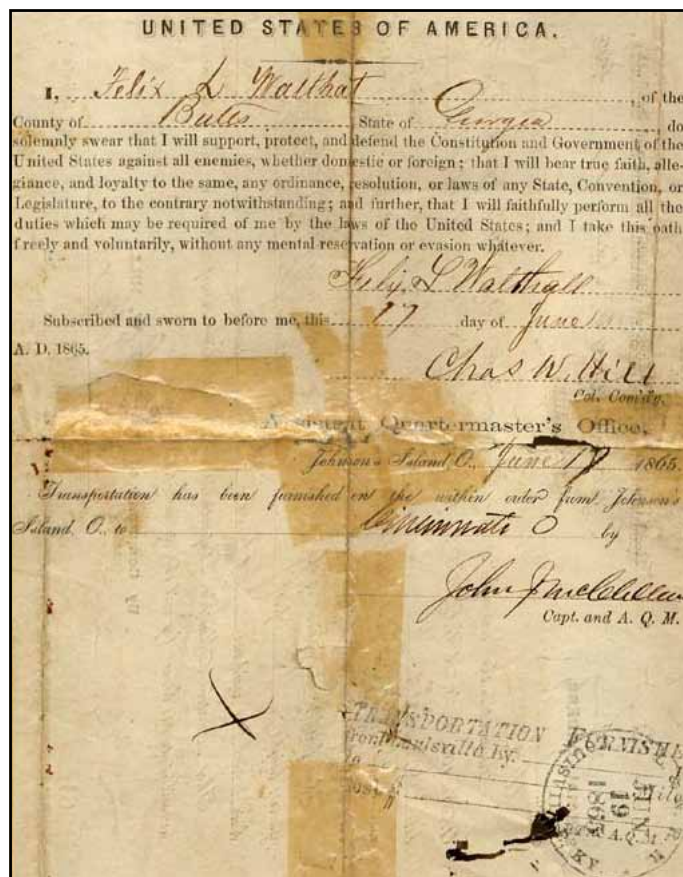 UNITED STATES OF AMERICA.
I, Felix L Walthal, of the
County of Butts State of Georgia, do
solemnly swear that I will support, protect, and defend the Constitution and Government of the
United States against all enemies, whether domestic or foreign; that I will bear true faith, alle-
giance, and loyalty to the same, any ordinance, resolution, or laws of any State, Convention, or
Legislature, to the contrary notwithstanding; and further, that I will faithfully perform all the
duties which may be required of me by the laws of the United States; and I take this oath
freely and voluntarily, without any mental reservation or evasion whatever.
Felix L Walthall
Subscribed and sworn to before me, this 17 day of June
A. D. 1865.
Chas W. Hill
Col. Com'dg.
Quartermaster's Office,
Johnson's Island, O., June 17 1865.
Transportation has been furnished on the within order from Johnson's
Island, O., to Cincinnati O by
John J McClellan
Capt. and A. Q. M.
TRANSPORTATION FURNISHE
from Louisville, Ky.
A. Q. M.
KY.